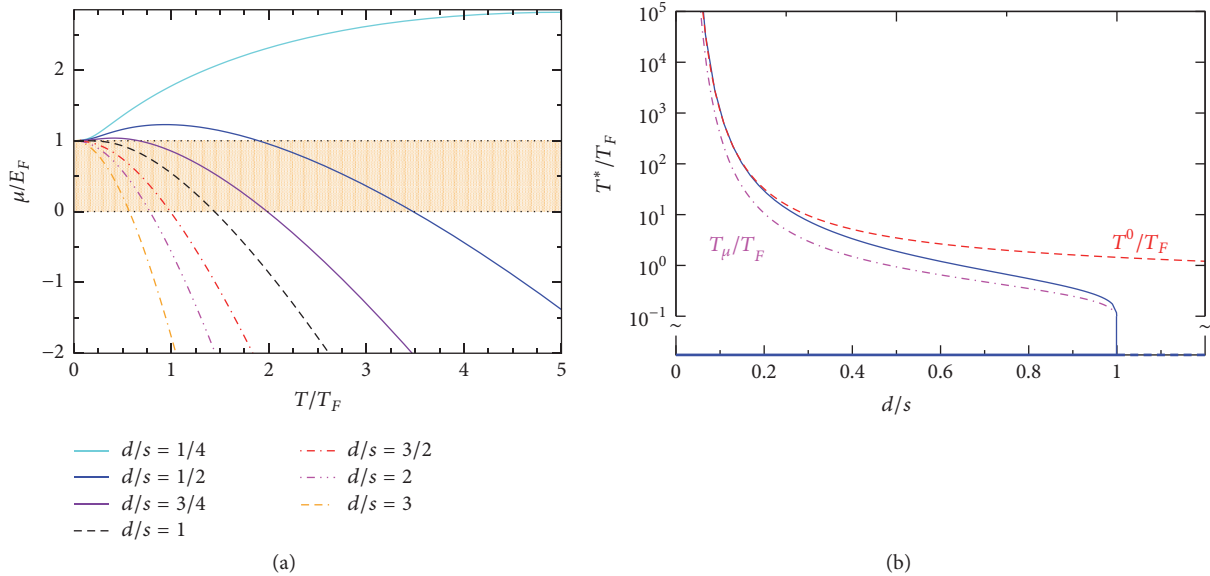 2
1
0
−1
−2
μ/E_F
0
1
2
3
4
5
T/T_F
d/s = 1/4
d/s = 1/2
d/s = 3/4
d/s = 1
d/s = 3/2
d/s = 2
d/s = 3
(a)
10^5
10^4
10^3
10^2
10^1
10^0
10^−1
~
~
T^*/T_F
T_μ/T_F
T^0/T_F
0
0.2
0.4
0.6
0.8
1
d/s
(b)